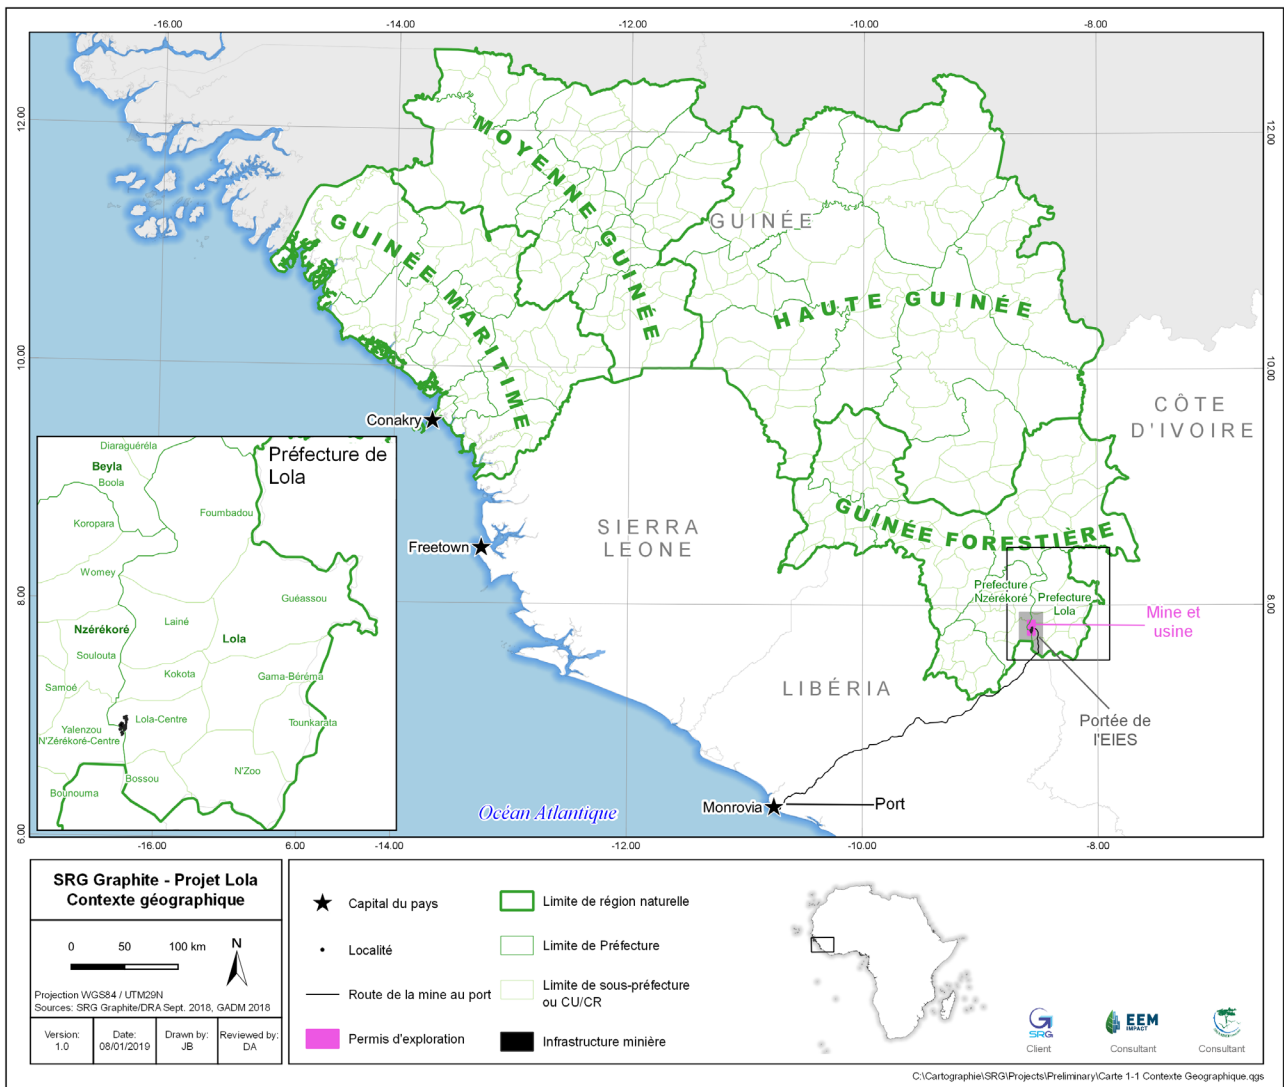 -16.00
-14.00
-12.00
-10.00
-8.00
12.00
12.00
10.00
10.00
8.00
8.00
6.00
MOYENNE GUINÉE
GUINÉE MARITIME
GUINÉE
HAUTE GUINÉE
GUINÉE FORESTIÈRE
CÔTE
D'IVOIRE
SIERRA
LEONE
LIBÉRIA
Conakry
Freetown
Monrovia
Port
Océan Atlantique
Prefecture
Nzérékoré
Prefecture
Lola
Mine et
usine
Portée de
l'EIES
Préfecture de
Lola
Diaraguéréla
Beyla
Boola
Foumbadou
Koropara
Womey
Guéassou
Lainé
Nzérékoré
Lola
Soulouta
Kokota
Gama-Béréma
Samoé
Lola-Centre
Tounkarata
Yalenzou
N'Zérékoré-Centre
N'Zoo
Bossou
Bounouma
-16.00
6.00
-12.00
-10.00
-8.00
SRG Graphite - Projet Lola
Contexte géographique
0 50 100 km
N
Projection WGS84 / UTM29N
Sources: SRG Graphite/DRA Sept. 2018, GADM 2018
Version:
1.0
Date:
08/01/2019
Drawn by:
JB
Reviewed by:
DA
Capital du pays
Localité
Route de la mine au port
Permis d'exploration
Limite de région naturelle
Limite de Préfecture
Limite de sous-préfecture
ou CU/CR
Infrastructure minière
SRG
Client
EEM
IMPACT
Consultant
Consultant
C:\Cartographie\SRG\Projects\Preliminary\Carte 1-1 Contexte Geographique.qgs